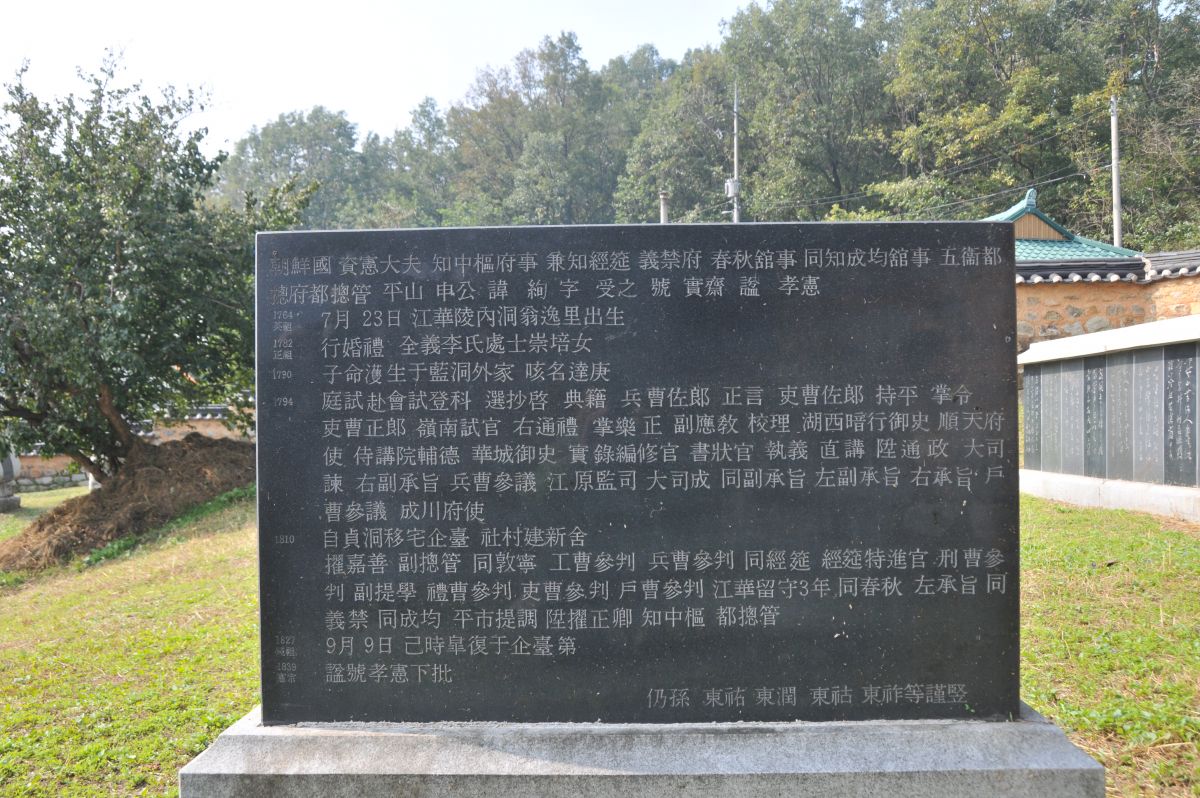 朝鮮國 資憲大夫 知中樞府事 兼知經筵 義禁府 春秋舘事 同知成均舘事 五衞都
摠府都摠管 平山 申公 諱 絢 字 受之 號 實齋 諡 孝憲
1764 英祖 7月 23日 江華陵內洞翁逸里出生
1782 正祖 行婚禮 全義李氏處士崇培女
1790 子命濩生于藍洞外家 咳名達庚
1794 庭試赴會試登科 選抄啓 典籍 兵曹佐郎 正言 吏曹佐郎 持平 掌令
吏曹正郎 嶺南試官 右通禮 掌樂正 副應敎 校理 湖西暗行御史 順天府
使 侍講院輔德 華城御史 實錄編修官 書狀官 執義 直講 陞通政 大司
諫 右副承旨 兵曹參議 江原監司 大司成 同副承旨 左副承旨 右承旨 戶
曹參議 成川府使
1810 自貞洞移宅企臺 社村建新舍
擢嘉善 副摠管 同敦寧 工曹參判 兵曹參判 同經筵 經筵特進官 刑曹參
判 副提學 禮曹參判 吏曹參判 戶曹參判 江華留守3年 同春秋 左承旨 同
義禁 同成均 平市提調 陞擢正卿 知中樞 都摠管
1827 純祖 9月 9日 己時皐復于企臺第
1839 憲宗 諡號孝憲下批
仍孫 東祐 東潤 東祜 東祚等謹竪